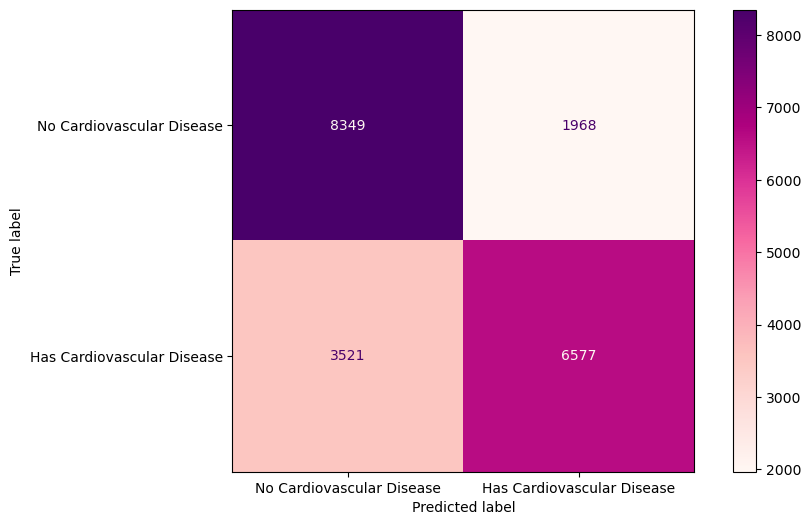 8000
No Cardiovascular Disease
8349
1968
7000
6000
True label
5000
4000
Has Cardiovascular Disease
3521
6577
3000
2000
No Cardiovascular Disease
Has Cardiovascular Disease
Predicted label